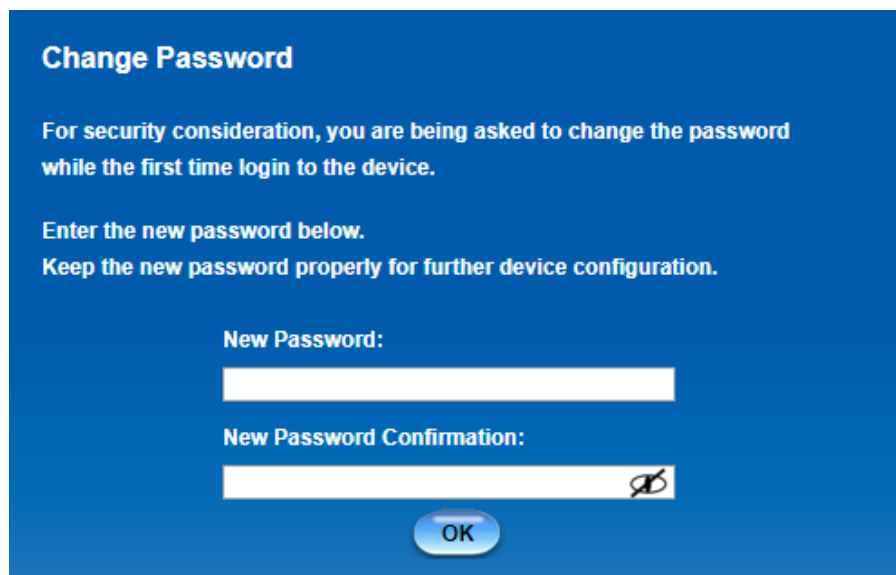 Change Password
For security consideration, you are being asked to change the password
while the first time login to the device.
Enter the new password below.
Keep the new password properly for further device configuration.
New Password:
New Password Confirmation:
OK